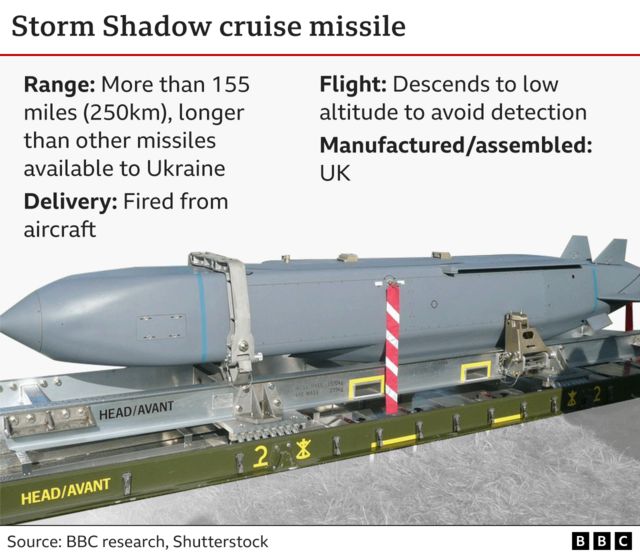 Storm Shadow cruise missile
Range: More than 155
miles (250km), longer
than other missiles
available to Ukraine
Delivery: Fired from
aircraft
Flight: Descends to low
altitude to avoid detection
Manufactured/assembled:
UK
HEAD/AVANT
2
2
HEAD/AVANT
Source: BBC research, Shutterstock
BBC